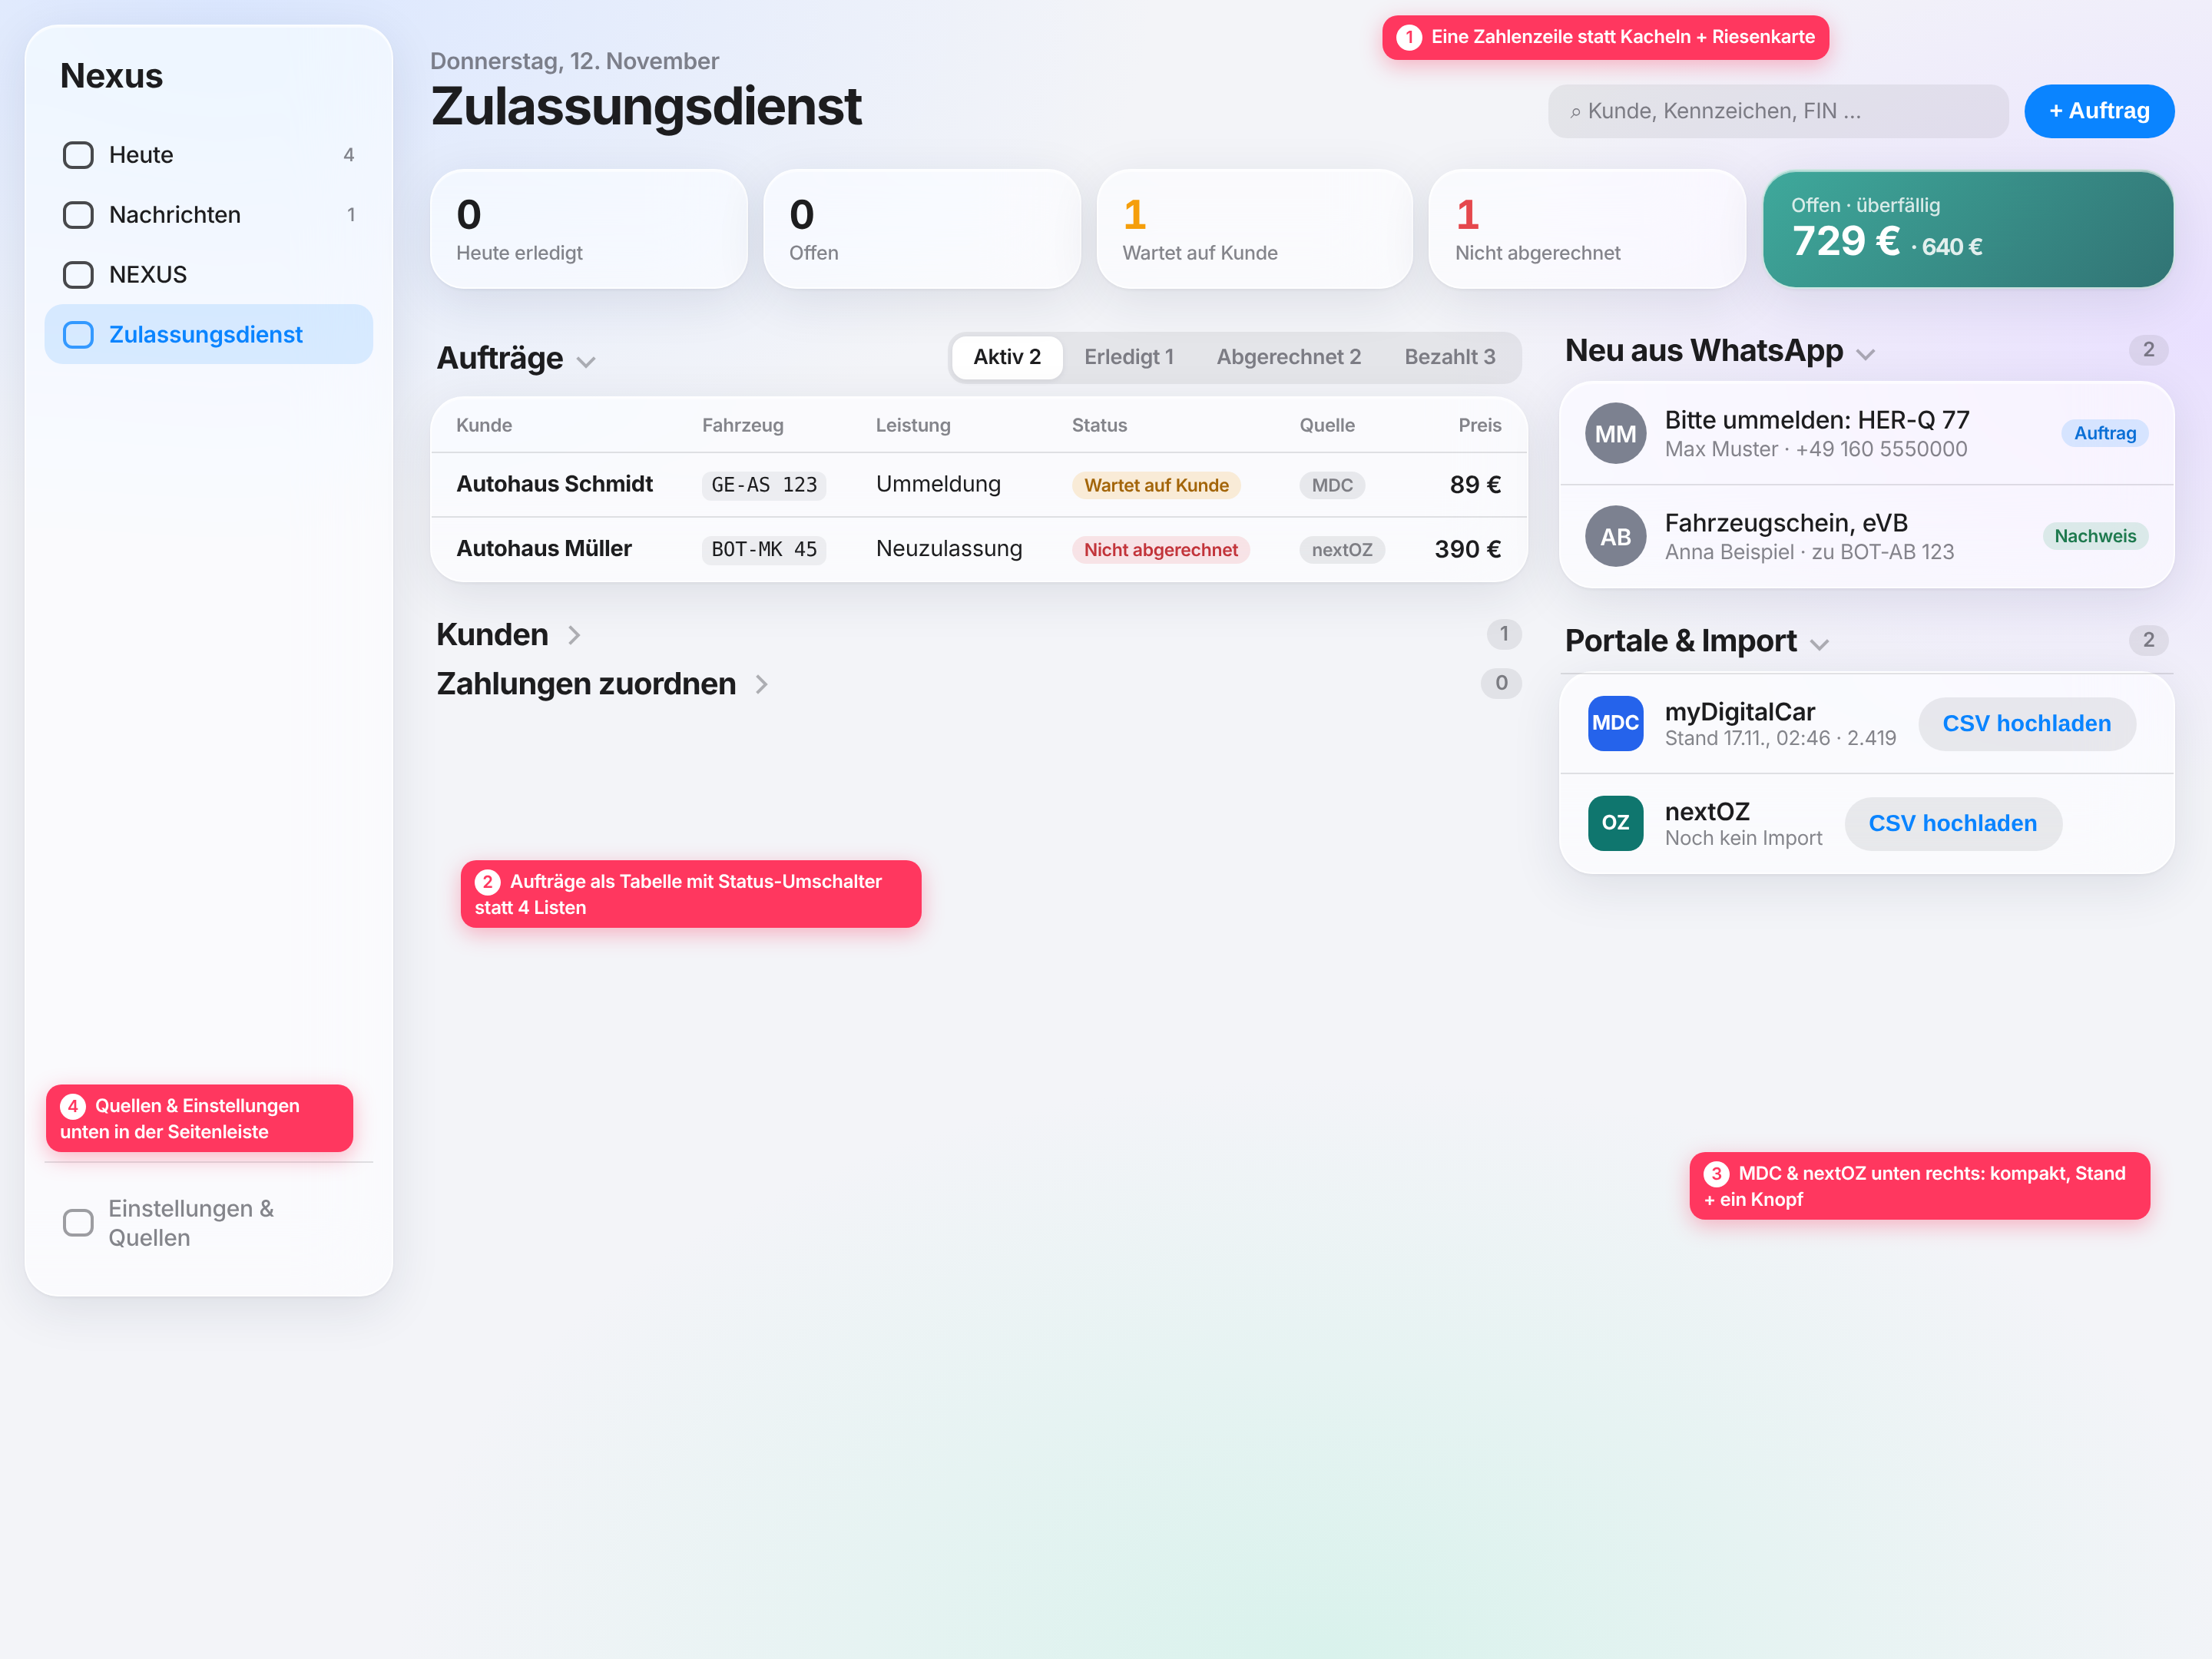 Nexus
Heute 4
Nachrichten 1
NEXUS
Zulassungsdienst
4 Quellen & Einstellungen
unten in der Seitenleiste
Einstellungen &
Quellen
1 Eine Zahlenzeile statt Kacheln + Riesenkarte
Donnerstag, 12. November
Zulassungsdienst
Kunde, Kennzeichen, FIN ...
+ Auftrag
0
Heute erledigt
0
Offen
1
Wartet auf Kunde
1
Nicht abgerechnet
Offen · überfällig
729 € · 640 €
Aufträge
Aktiv 2 Erledigt 1 Abgerechnet 2 Bezahlt 3
Kunde Fahrzeug Leistung Status Quelle Preis
Autohaus Schmidt GE-AS 123 Ummeldung Wartet auf Kunde MDC 89 €
Autohaus Müller BOT-MK 45 Neuzulassung Nicht abgerechnet nextOZ 390 €
Kunden 1
Zahlungen zuordnen 0
2 Aufträge als Tabelle mit Status-Umschalter
statt 4 Listen
Neu aus WhatsApp 2
MM Bitte ummelden: HER-Q 77 Auftrag
Max Muster · +49 160 5550000
AB Fahrzeugschein, eVB Nachweis
Anna Beispiel · zu BOT-AB 123
Portale & Import 2
MDC myDigitalCar CSV hochladen
Stand 17.11., 02:46 · 2.419
OZ nextOZ CSV hochladen
Noch kein Import
3 MDC & nextOZ unten rechts: kompakt, Stand
+ ein Knopf